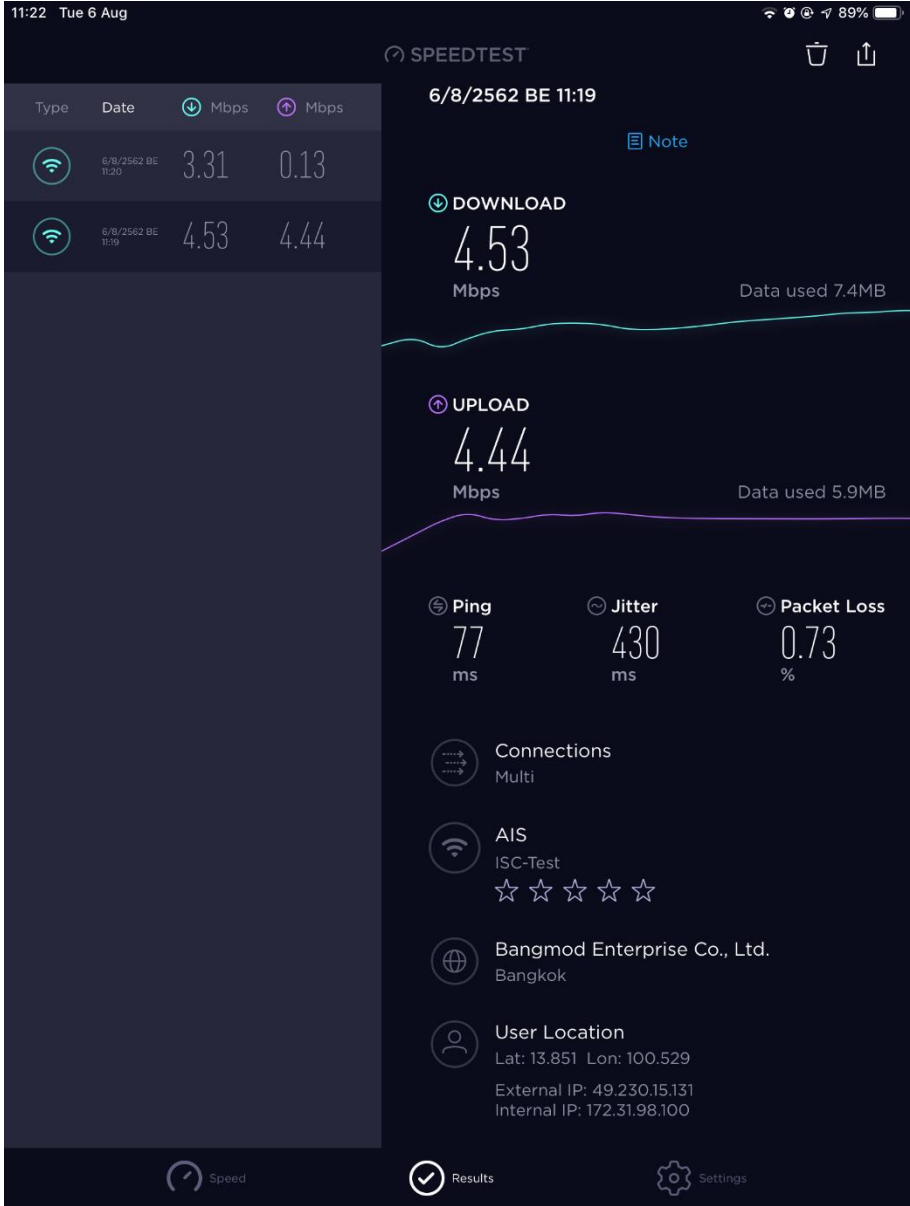 11:22 Tue 6 Aug
89%
SPEEDTEST
Type Date Mbps Mbps
6/8/2562 BE
11:20
3.31 0.13
6/8/2562 BE
11:19
4.53 4.44
6/8/2562 BE 11:19
Note
DOWNLOAD
4.53
Mbps
Data used 7.4MB
UPLOAD
4.44
Mbps
Data used 5.9MB
Ping Jitter Packet Loss
77 430 0.73
ms ms %
Connections
Multi
AIS
ISC-Test
Bangmod Enterprise Co., Ltd.
Bangkok
User Location
Lat: 13.851 Lon: 100.529
External IP: 49.230.15.131
Internal IP: 172.31.98.100
Speed Results Settings